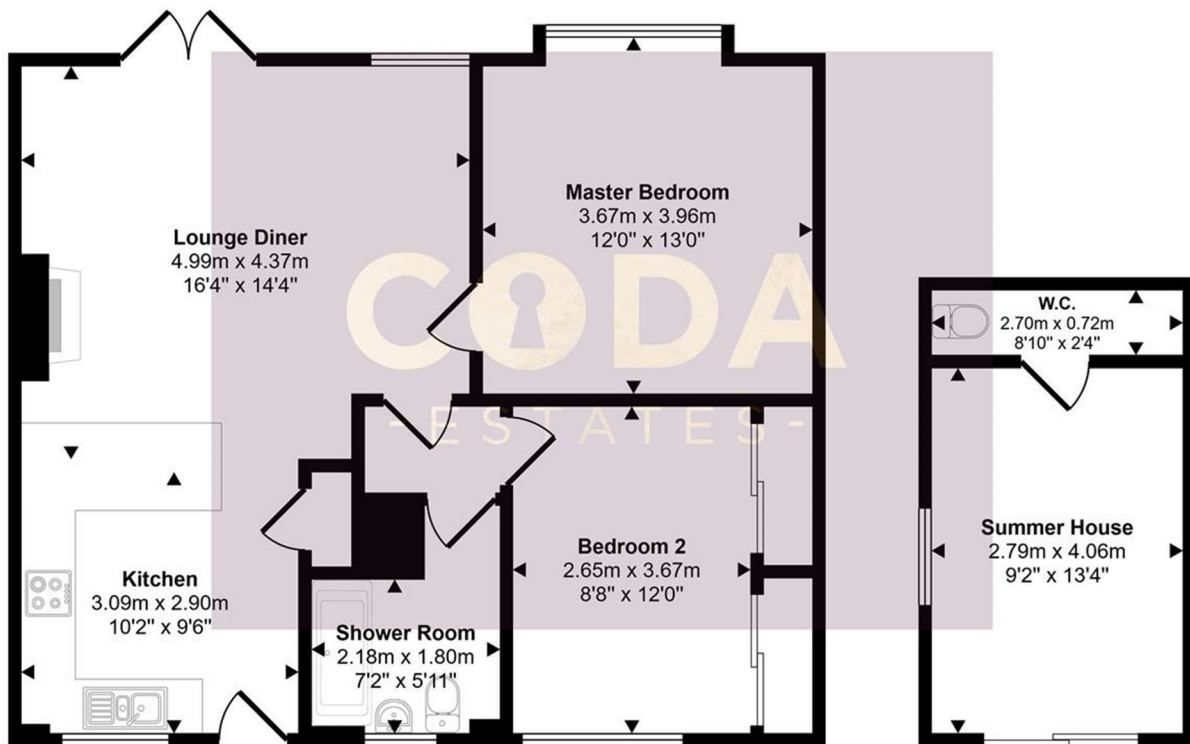 Master Bedroom
3.67m x 3.96m
12'0" x 13'0"
Lounge Diner
4.99m x 4.37m
16'4" x 14'4"
CODA
-ESTATES-
W.C.
2.70m x 0.72m
8'10" x 2'4"
Summer House
2.79m x 4.06m
9'2" x 13'4"
Bedroom 2
2.65m x 3.67m
8'8" x 12'0"
Kitchen
3.09m x 2.90m
10'2" x 9'6"
Shower Room
2.18m x 1.80m
7'2" x 5'11"